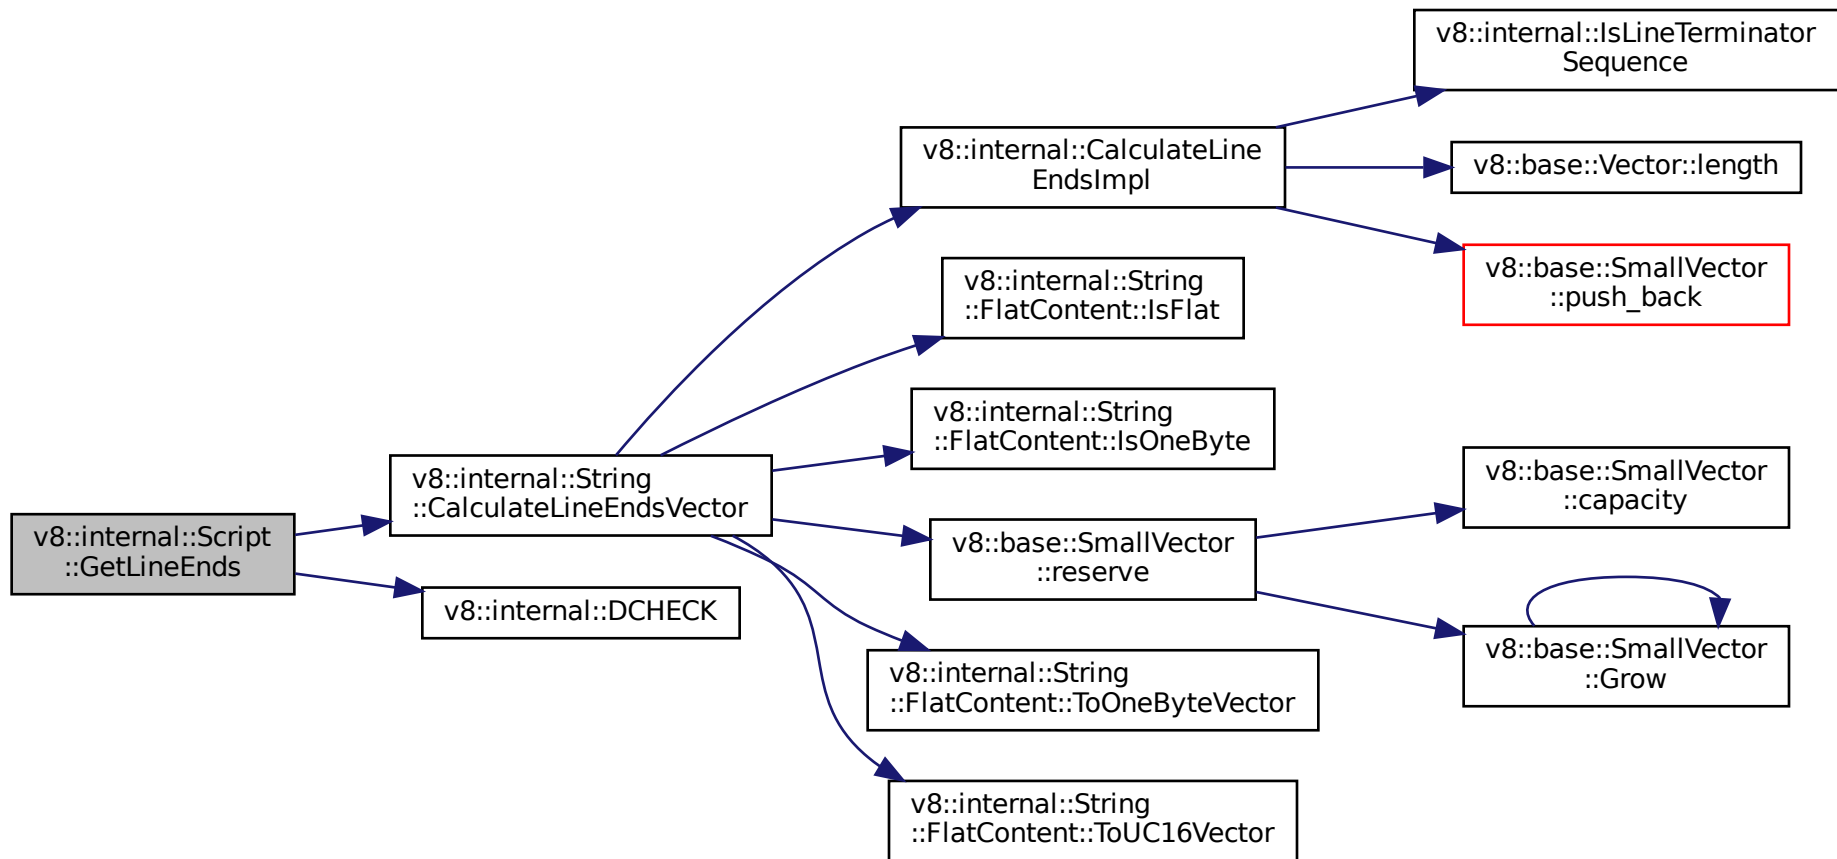 v8::internal::Script
::GetLineEnds
v8::internal::String
::CalculateLineEndsVector
v8::internal::DCHECK
v8::internal::CalculateLine
EndsImpl
v8::internal::String
::FlatContent::IsFlat
v8::internal::String
::FlatContent::IsOneByte
v8::base::SmallVector
::reserve
v8::internal::String
::FlatContent::ToOneByteVector
v8::internal::String
::FlatContent::ToUC16Vector
v8::internal::IsLineTerminator
Sequence
v8::base::Vector::length
v8::base::SmallVector
::push_back
v8::base::SmallVector
::capacity
v8::base::SmallVector
::Grow